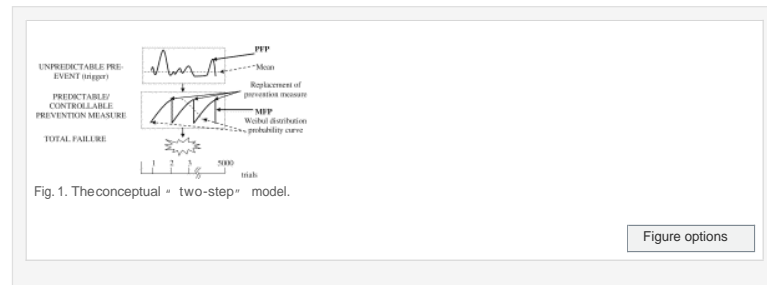 PFP
UNPREDICTABLE PRE-
EVENT (trigger)
Mean
Replacement of
prevention measure
PREDICTABLE/
CONTROLLABLE
PREVENTION MEASURE
MFP
Weibul distribution
probability curve
TOTAL FAILURE
1 2 3 5000
trials
Fig. 1. Theconceptual " two-step" model.
Figure options